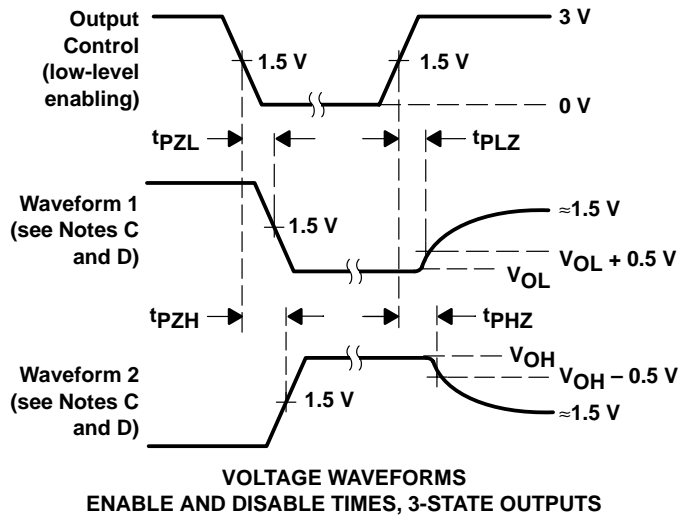 Output
Control
(low-level
enabling)
1.5 V
1.5 V
3 V
0 V
tPZL
tPLZ
Waveform 1
(see Notes C
and D)
1.5 V
≈1.5 V
VOL + 0.5 V
VOL
tPZH
tPHZ
Waveform 2
(see Notes C
and D)
1.5 V
VOH
VOH – 0.5 V
≈1.5 V
VOLTAGE WAVEFORMS
ENABLE AND DISABLE TIMES, 3-STATE OUTPUTS